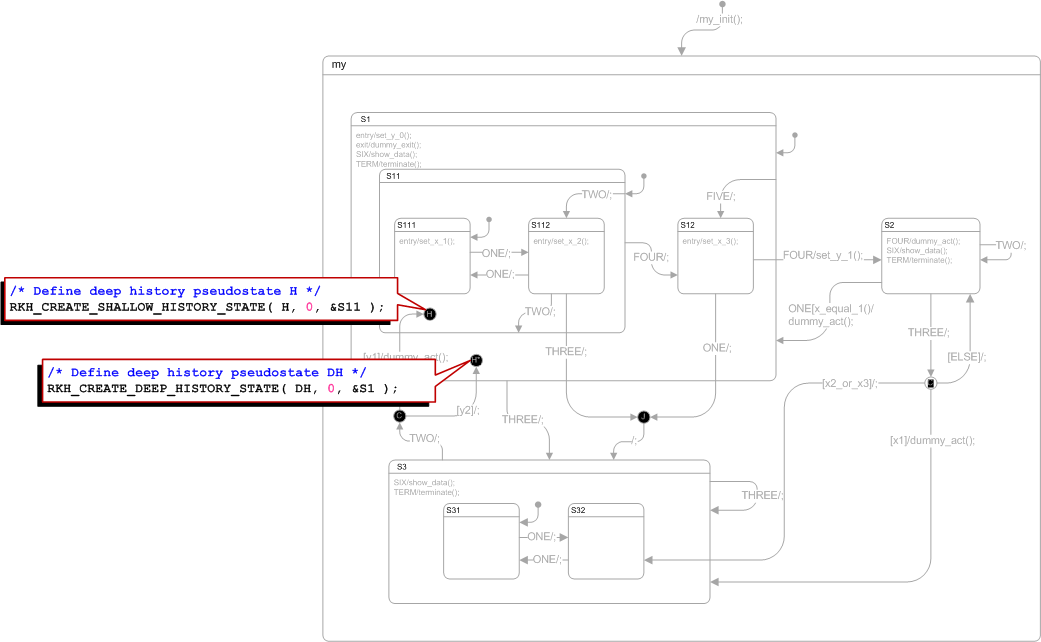 /my_init();
my
S1
entry/set_y_0();
exit/dummy_exit();
SIX/show_data();
TERM/terminate();
S11
TWO/;
FIVE/;
S111
entry/set_x_1();
ONE/;
ONE/;
S112
entry/set_x_2();
TWO/;
FOUR/;
S12
entry/set_x_3();
FOUR/set_y_1();
S2
FOUR/dummy_act();
SIX/show_data();
TERM/terminate();
TWO/;
ONE[x_equal_1()/
dummy_act();
/* Define deep history pseudostate H */
RKH_CREATE_SHALLOW_HISTORY_STATE( H, 0, &S11 );
H
THREE/;
ONE/;
THREE/;
[ELSE]/;
[y1]/dummy_act();
H*
/* Define deep history pseudostate DH */
RKH_CREATE_DEEP_HISTORY_STATE( DH, 0, &S1 );
[x2_or_x3]/;
C
[y2]/;
THREE/;
J
TWO/;
/;
[x1]/dummy_act();
S3
SIX/show_data();
TERM/terminate();
THREE/;
S31
S32
ONE/;
ONE/;